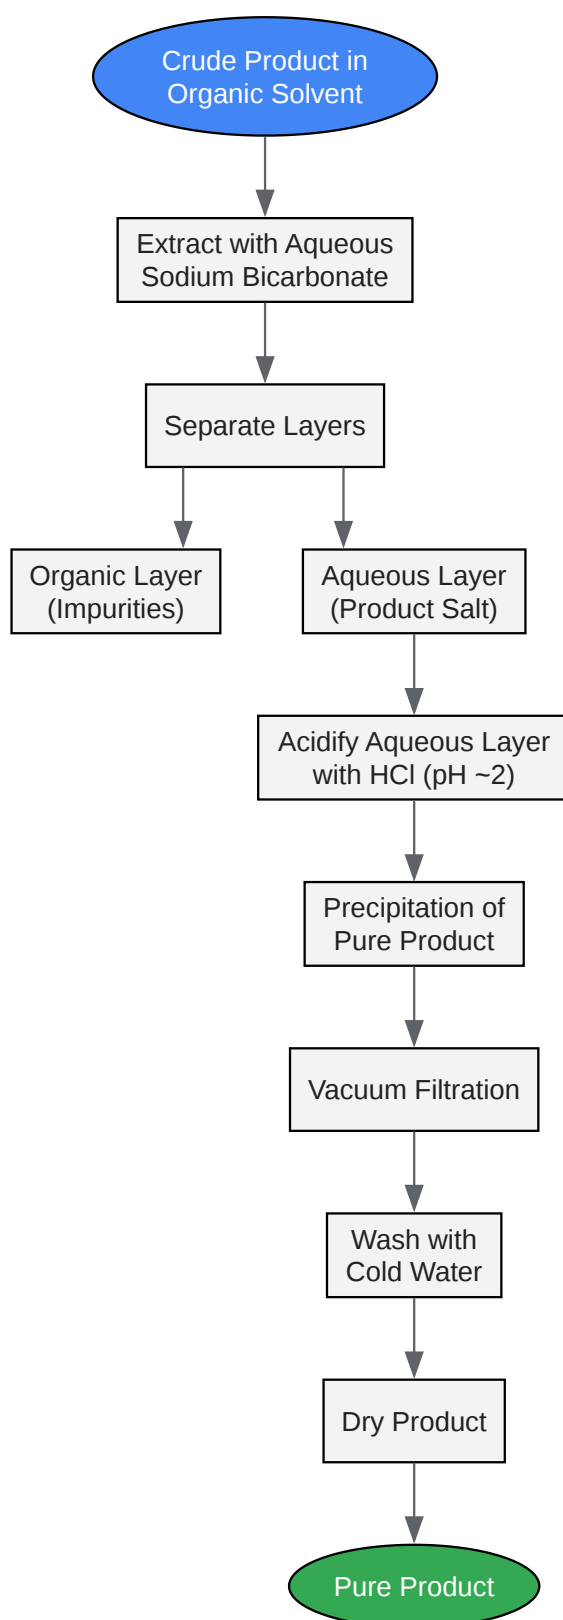 Crude Product in
Organic Solvent
Extract with Aqueous
Sodium Bicarbonate
Separate Layers
Organic Layer
(Impurities)
Aqueous Layer
(Product Salt)
Acidify Aqueous Layer
with HCl (pH ~2)
Precipitation of
Pure Product
Vacuum Filtration
Wash with
Cold Water
Dry Product
Pure Product